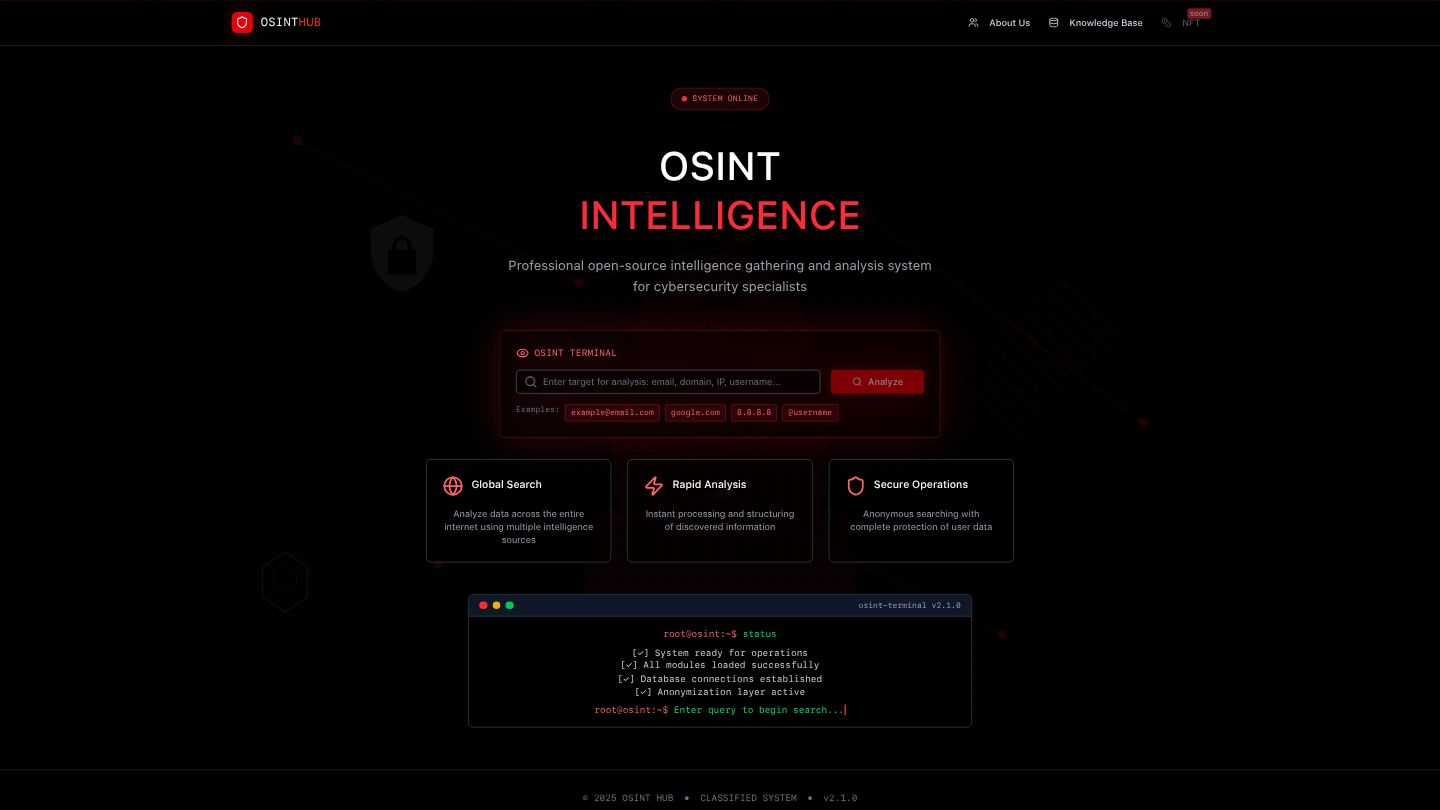 OSINTHUB
About Us
Knowledge Base
NFT
soon
SYSTEM ONLINE
OSINT
INTELLIGENCE
Professional open-source intelligence gathering and analysis system
for cybersecurity specialists
OSINT TERMINAL
Enter target for analysis: email, domain, IP, username...
Analyze
Examples: example@email.com google.com 8.8.8.8 @username
Global Search
Analyze data across the entire
internet using multiple intelligence
sources
Rapid Analysis
Instant processing and structuring
of discovered information
Secure Operations
Anonymous searching with
complete protection of user data
osint-terminal v2.1.0
root@osint:~$ status
[✓] System ready for operations
[✓] All modules loaded successfully
[✓] Database connections established
[✓] Anonymization layer active
root@osint:~$ Enter query to begin search...
© 2025 OSINT HUB ● CLASSIFIED SYSTEM ● v2.1.0